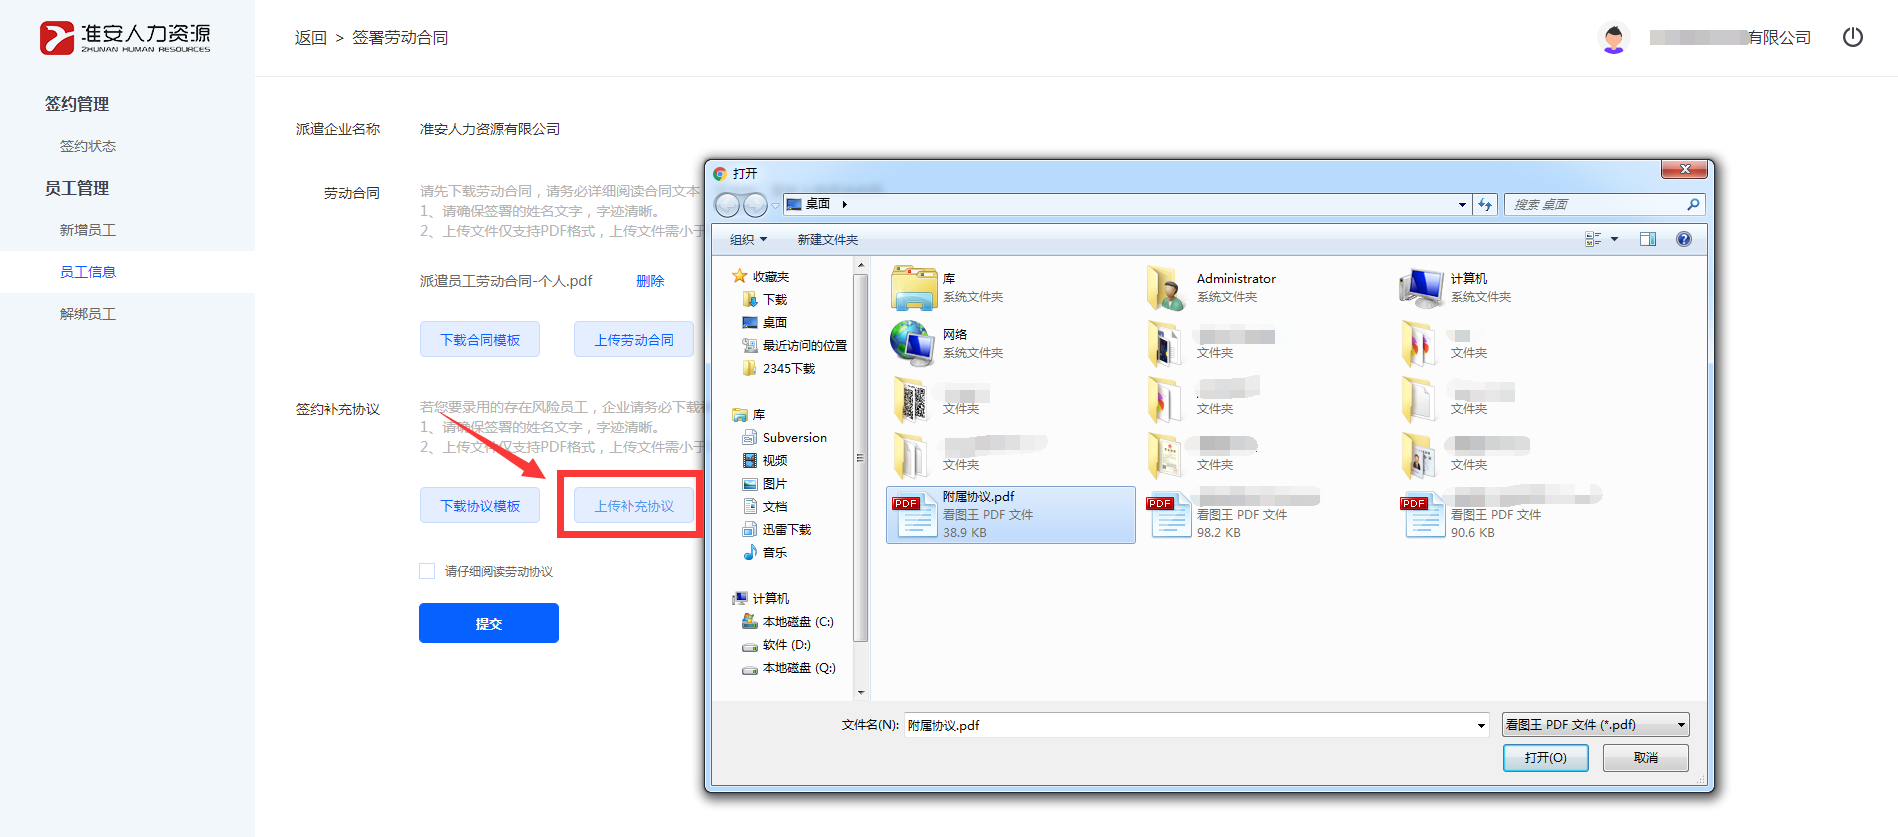 准安人力资源
ZHUNAN HUMAN RESOURCES
返回 > 签署劳动合同
有限公司
签约管理
签约状态
员工管理
新增员工
员工信息
解绑员工
派遣企业名称
准安人力资源有限公司
劳动合同
请先下载劳动合同，请务必详细阅读合同文本
1、请确保签署的姓名文字，字迹清晰。
2、上传文件仅支持PDF格式，上传文件需小于
派遣员工劳动合同-个人.pdf
删除
下载合同模板
上传劳动合同
签约补充协议
若您要录用的存在风险员工，企业请务必下载
1、请确保签署的姓名文字，字迹清晰。
2、上传文件仅支持PDF格式，上传文件需小于
下载协议模板
上传补充协议
请仔细阅读劳动协议
提交
打开
桌面
搜索 桌面
组织
新建文件夹
收藏夹
下载
桌面
最近访问的位置
2345下载
库
Subversion
视频
图片
文档
迅雷下载
音乐
计算机
本地磁盘 (C:)
软件 (D:)
本地磁盘 (Q:)
库
系统文件夹
Administrator
系统文件夹
计算机
系统文件夹
网络
系统文件夹
文件夹
文件夹
文件夹
文件夹
文件夹
文件夹
文件夹
文件夹
附属协议.pdf
看图王 PDF 文件
38.9 KB
PDF
看图王 PDF 文件
98.2 KB
PDF
看图王 PDF 文件
90.6 KB
PDF
文件名(N):
附属协议.pdf
看图王 PDF 文件 (*.pdf)
打开(O)
取消